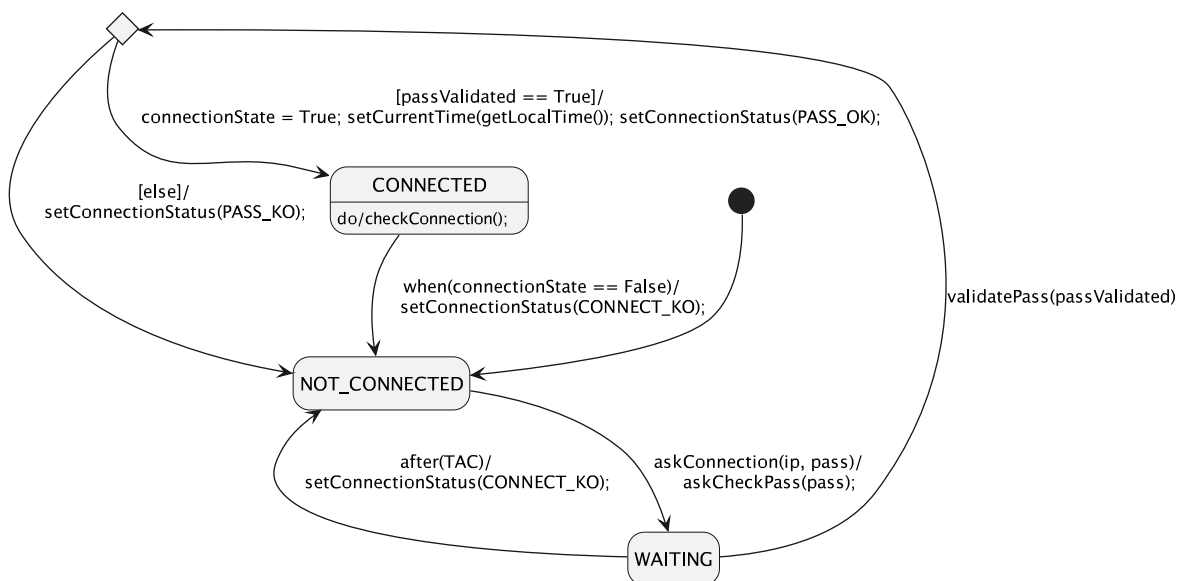 [passValidated == True]/
connectionState = True; setCurrentTime(getLocalTime()); setConnectionStatus(PASS_OK);
CONNECTED
do/checkConnection();
[else]/
setConnectionStatus(PASS_KO);
when(connectionState == False)/
setConnectionStatus(CONNECT_KO);
validatePass(passValidated)
NOT_CONNECTED
after(TAC)/
setConnectionStatus(CONNECT_KO);
askConnection(ip, pass)/
askCheckPass(pass);
WAITING